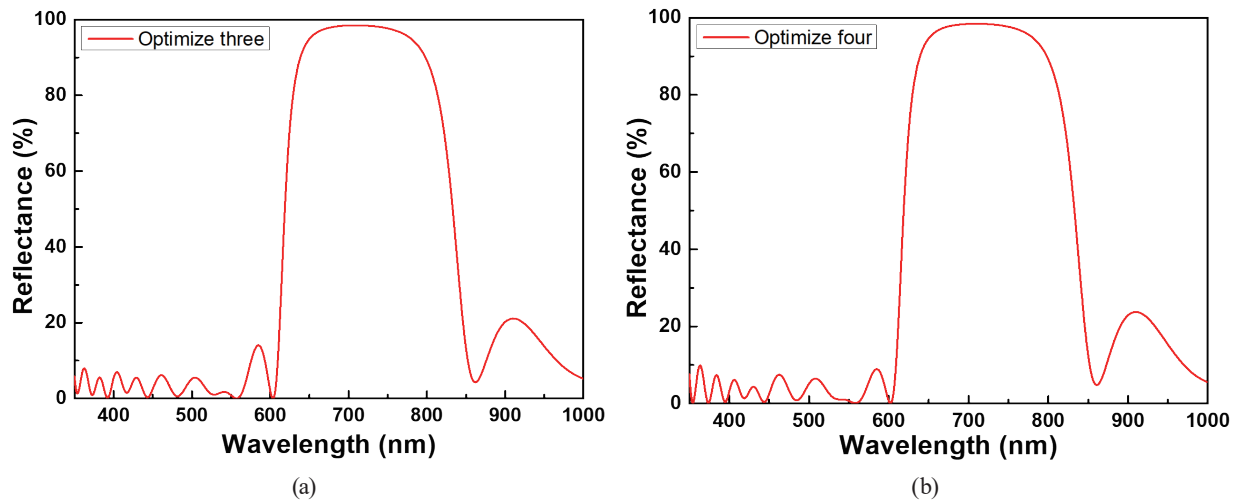 Optimize three
Reflectance (%)
100
80
60
40
20
0
400 500 600 700 800 900 1000
Wavelength (nm)
(a)
Optimize four
Reflectance (%)
100
80
60
40
20
0
400 500 600 700 800 900 1000
Wavelength (nm)
(b)